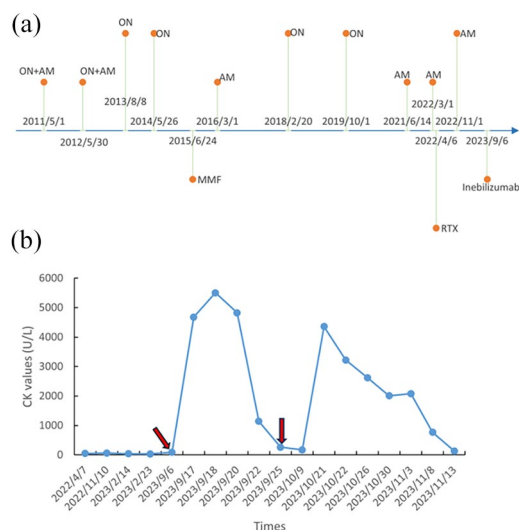 (a)
ON
ON
ON
ON
AM
ON+AM
ON+AM
AM
AM
AM
2013/8/8
2022/3/1
2011/5/1
2014/5/26
2016/3/1
2018/2/20
2019/10/1
2021/6/14
2022/11/1
2012/5/30
2015/6/24
2022/4/6
2023/9/6
MMF
Inebilizumab
RTX
(b)
CK values (U/L)
6000
5000
4000
3000
2000
1000
0
2022/4/7
2022/11/10
2023/2/14
2023/2/23
2023/9/6
2023/9/17
2023/9/18
2023/9/20
2023/9/22
2023/9/25
2023/10/9
2023/10/21
2023/10/22
2023/10/26
2023/10/30
2023/11/3
2023/11/8
2023/11/13
Times